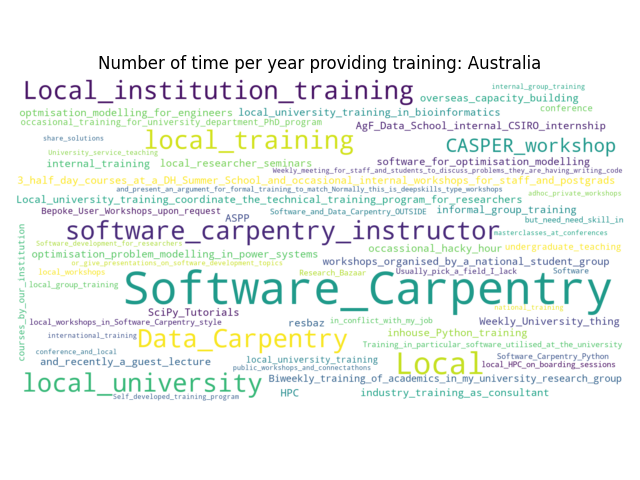 Number of time per year providing training: Australia
Local_institution_training
internal_group_training
overseas_capacity_building
conference
optmisation_modelling_for_engineers
local_university_training_in_bioinformatics
occasional_training_for_university_department_PhD_program
AgF_Data_School_internal_CSIRO_internship
share_solutions
local_training
CASPER_workshop
University_service_teaching
internal_training
local_researcher_seminars
software_for_optimisation_modelling
Weekly_meeting_for_staff_and_students_to_discuss_problems_they_are_having_writing_code
3_half_day_courses_at_a_DH_Summer_School_and_occasional_internal_workshops_for_staff_and_postgrads
and_present_an_argument_for_formal_training_to_match_Normally_this_is_deepskills_type_workshops
adhoc_private_workshops
Local_university_training_coordinate_the_technical_training_program_for_researchers
Bespoke_User_Workshops_upon_request
ASPP
Software_and_Data_Carpentry_OUTSIDE
informal_group_training
but_need_need_skill_in
software_carpentry_instructor
masterclasses_at_conferences
Software_development_for_researchers
occassional_hacky_hour
undergraduate_teaching
optimisation_problem_modelling_in_power_systems
or_give_presentations_on_software_development_topics
workshops_organised_by_a_national_student_group
local_workshops
Research_Bazaar
Usually_pick_a_field_I_lack
Software
courses_by_our_institution
local_group_training
Software_Carpentry
national_training
SciPy_Tutorials
local_workshops_in_Software_Carpentry_style
resbaz
in_conflict_with_my_job
Weekly_University_thing
international_training
Data_Carpentry
inhouse_Python_training
Training_in_particular_software_utilised_at_the_university
conference_and_local
and_recently_a_guest_lecture
local_university_training
public_workshops_and_connectathons
Local
Software_Carpentry_Python
local_HPC_on_boarding_sessions
local_university
Biweekly_training_of_academics_in_my_university_research_group
Self_developed_training_program
HPC
industry_training_as_consultant